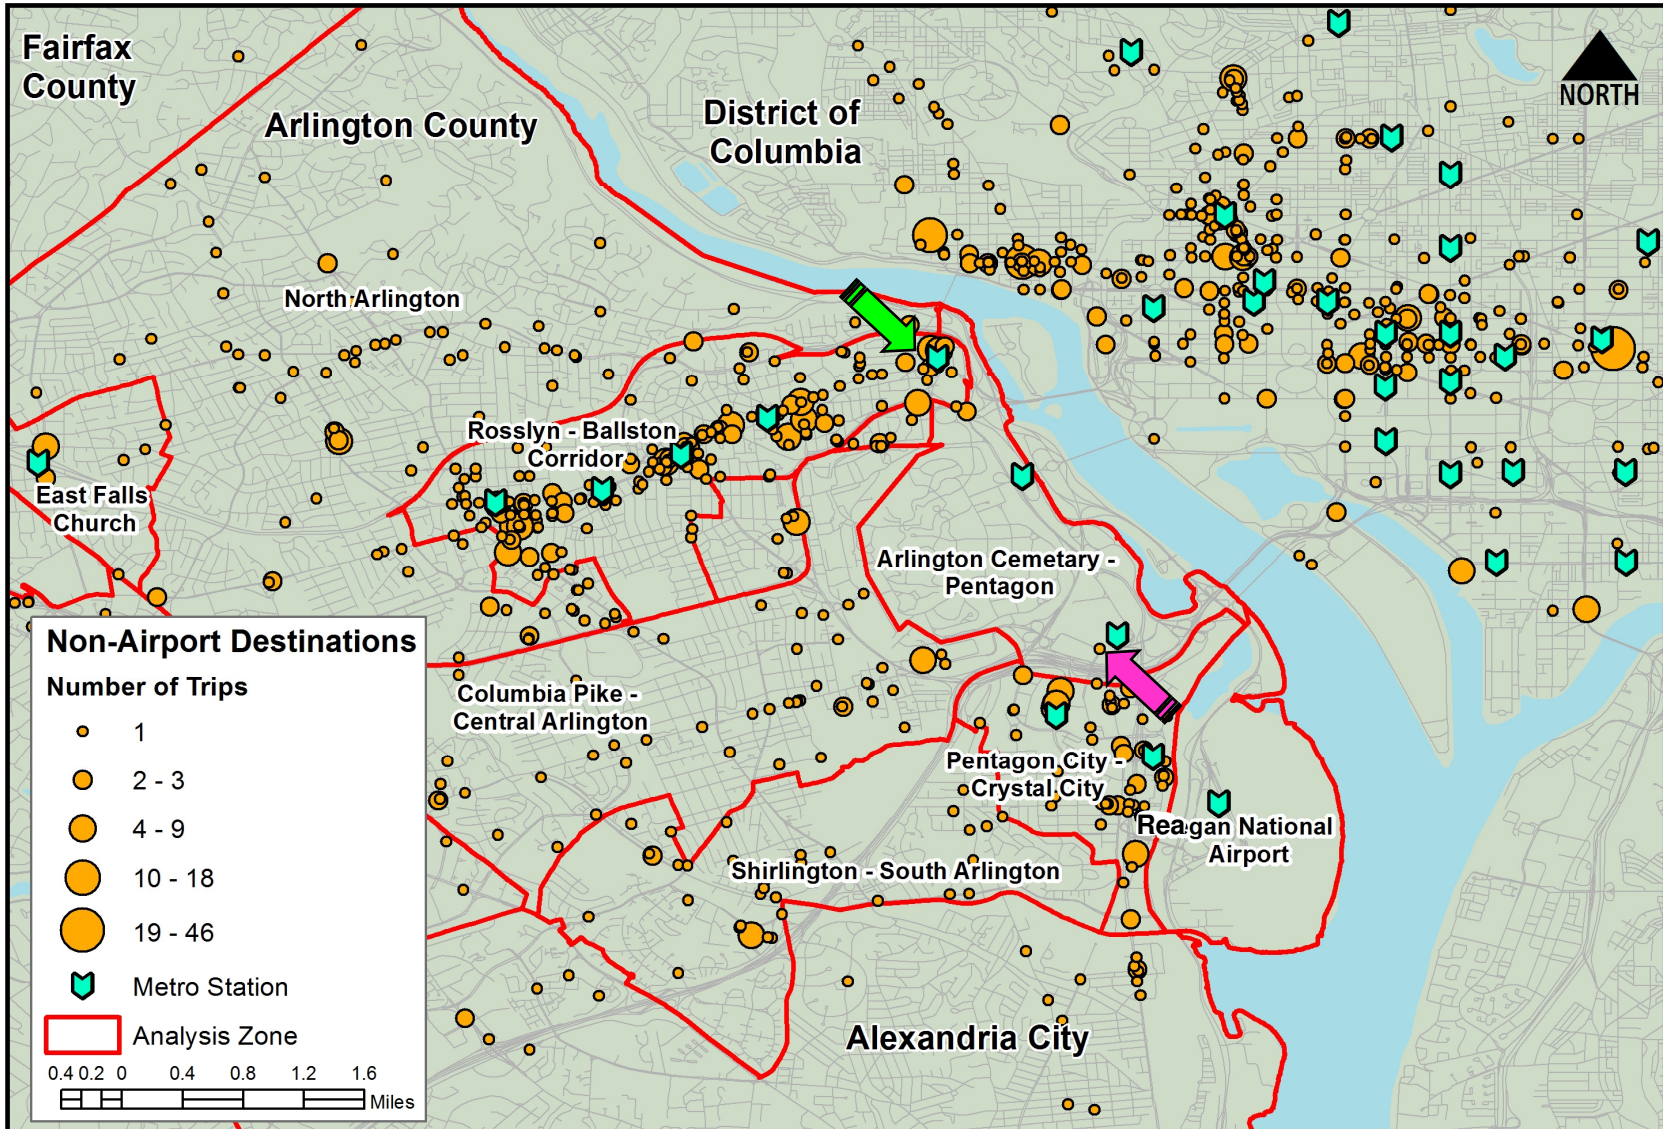 Fairfax
County
Arlington County
District of
Columbia
NORTH
North Arlington
Rosslyn - Ballston
Corridor
East Falls
Church
Arlington Cemetary -
Pentagon
Columbia Pike -
Central Arlington
Pentagon City -
Crystal City
Reagan National
Airport
Shirlington - South Arlington
Alexandria City
Non-Airport Destinations
Number of Trips
1
2 - 3
4 - 9
10 - 18
19 - 46
Metro Station
Analysis Zone
0.4 0.2 0 0.4 0.8 1.2 1.6
Miles